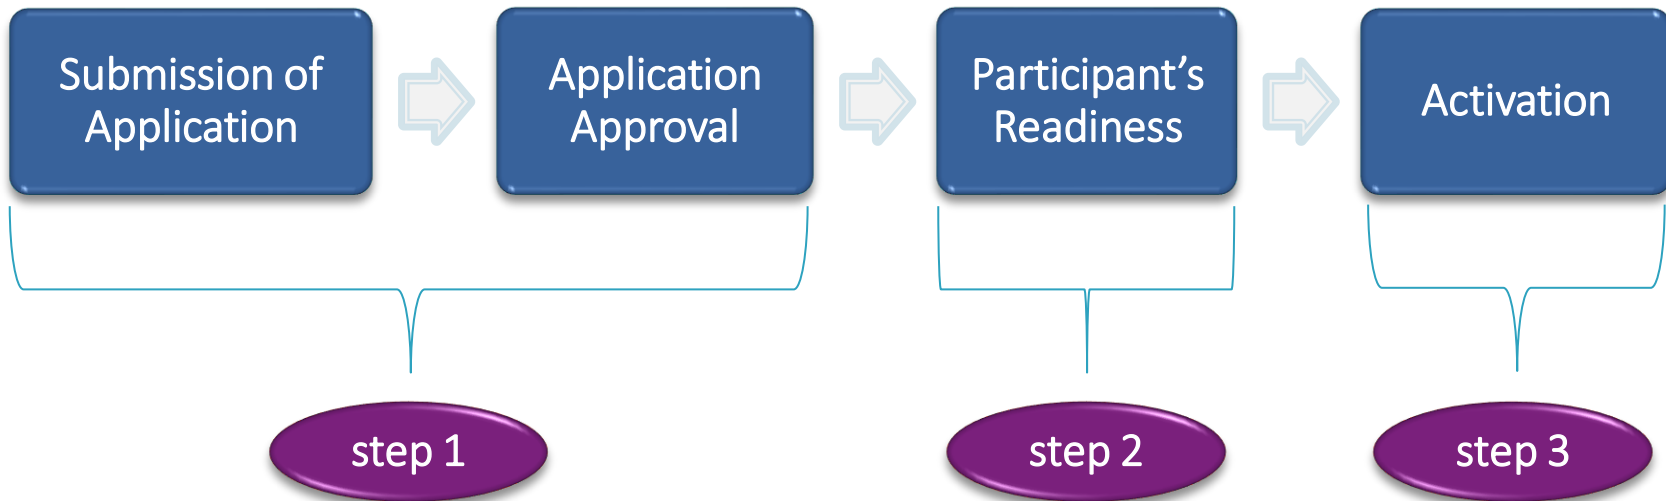 Submission of
Application
Application
Approval
Participant’s
Readiness
Activation
step 1
step 2
step 3